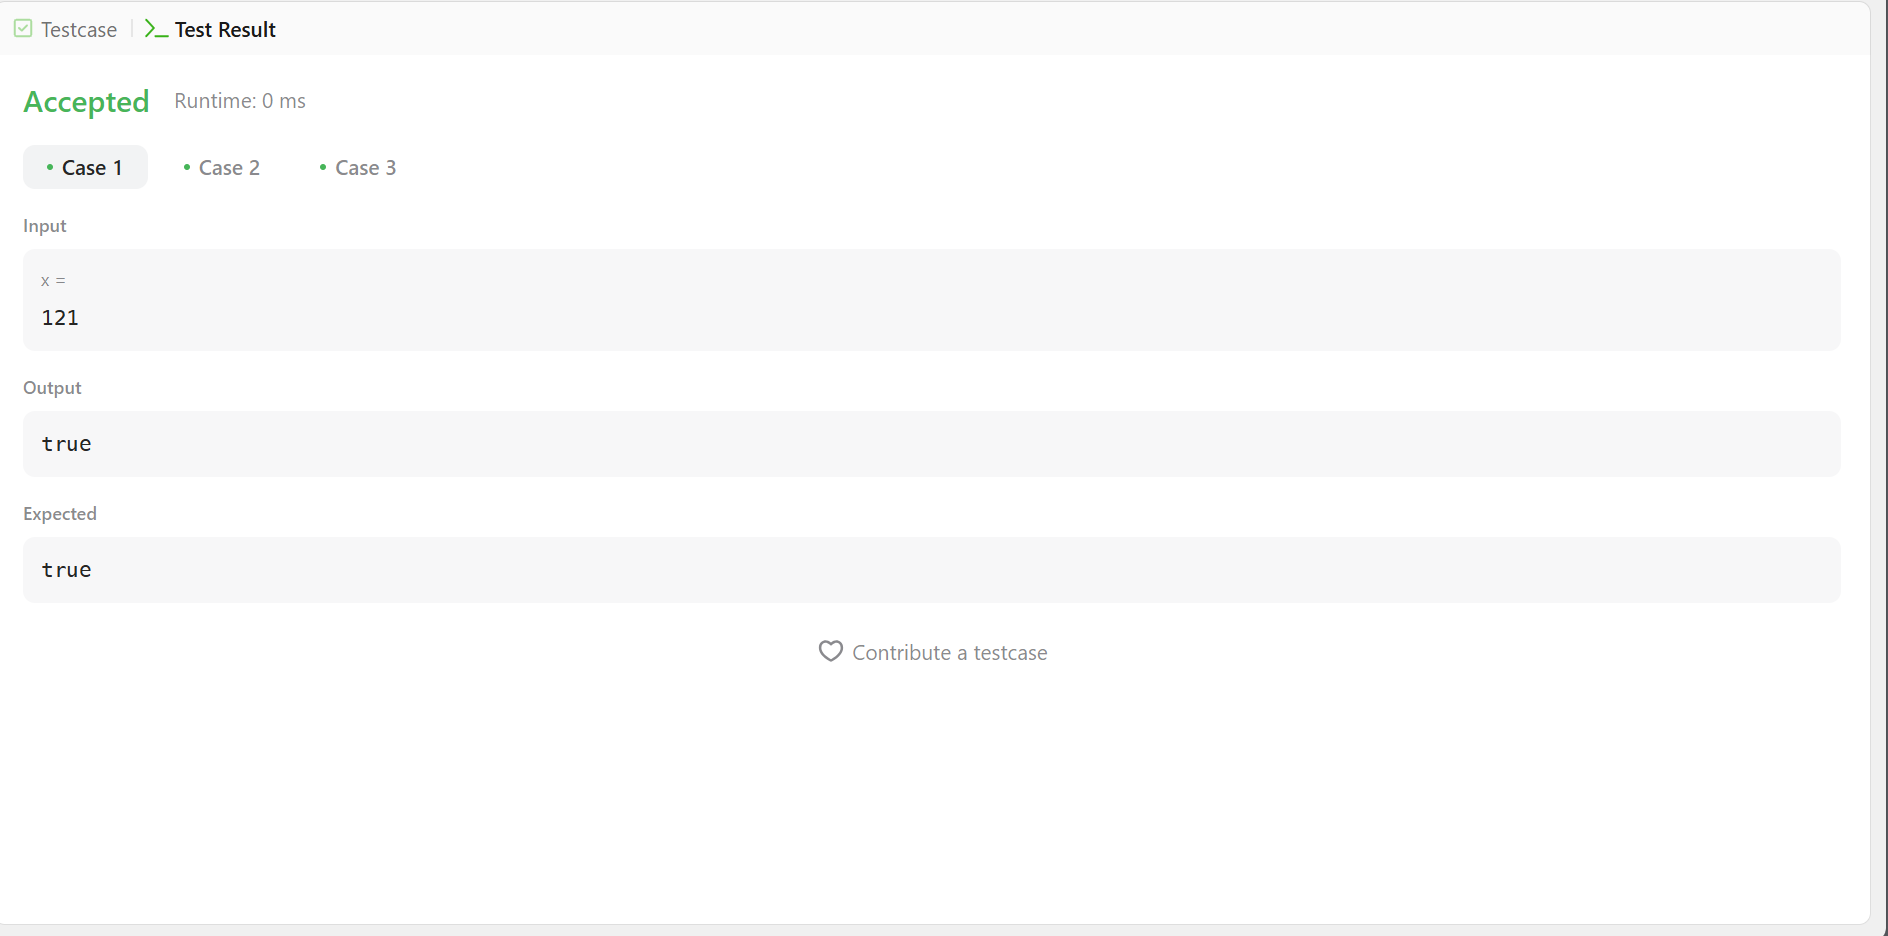 Testcase Test Result
Accepted Runtime: 0 ms
Case 1 Case 2 Case 3
Input
x =
121
Output
true
Expected
true
Contribute a testcase